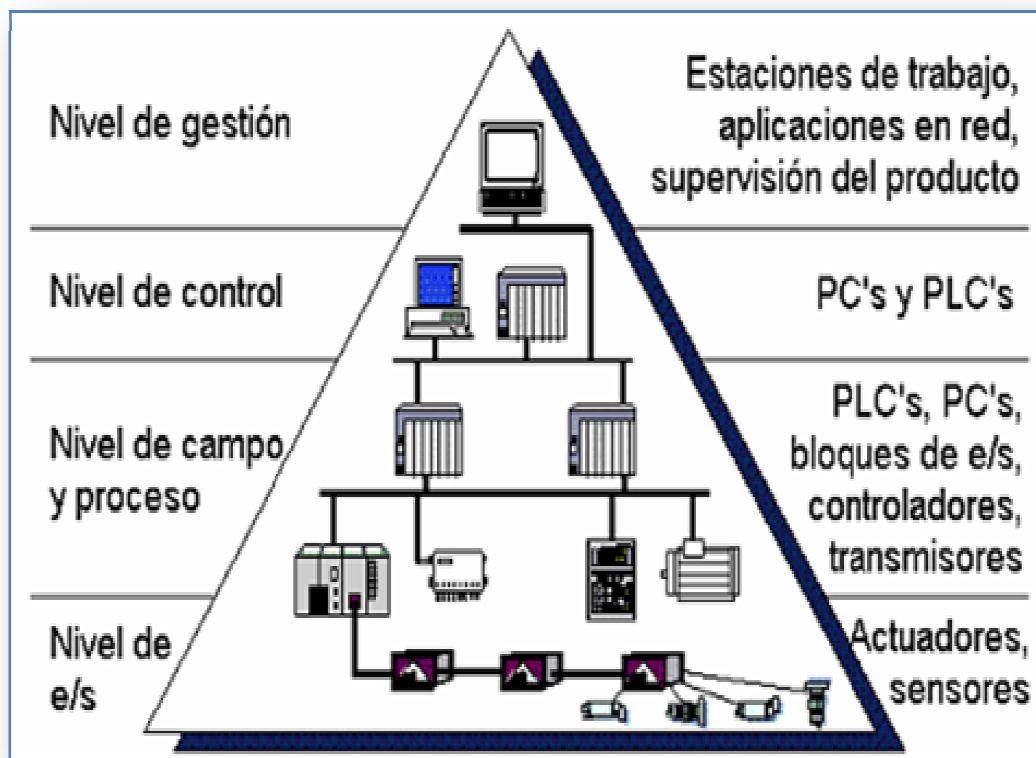 Nivel de gestión
Estaciones de trabajo,
aplicaciones en red,
supervisión del producto
Nivel de control
PC's y PLC's
Nivel de campo
y proceso
PLC's, PC's,
bloques de e/s,
controladores,
transmisores
Nivel de
e/s
Actuadores,
sensores